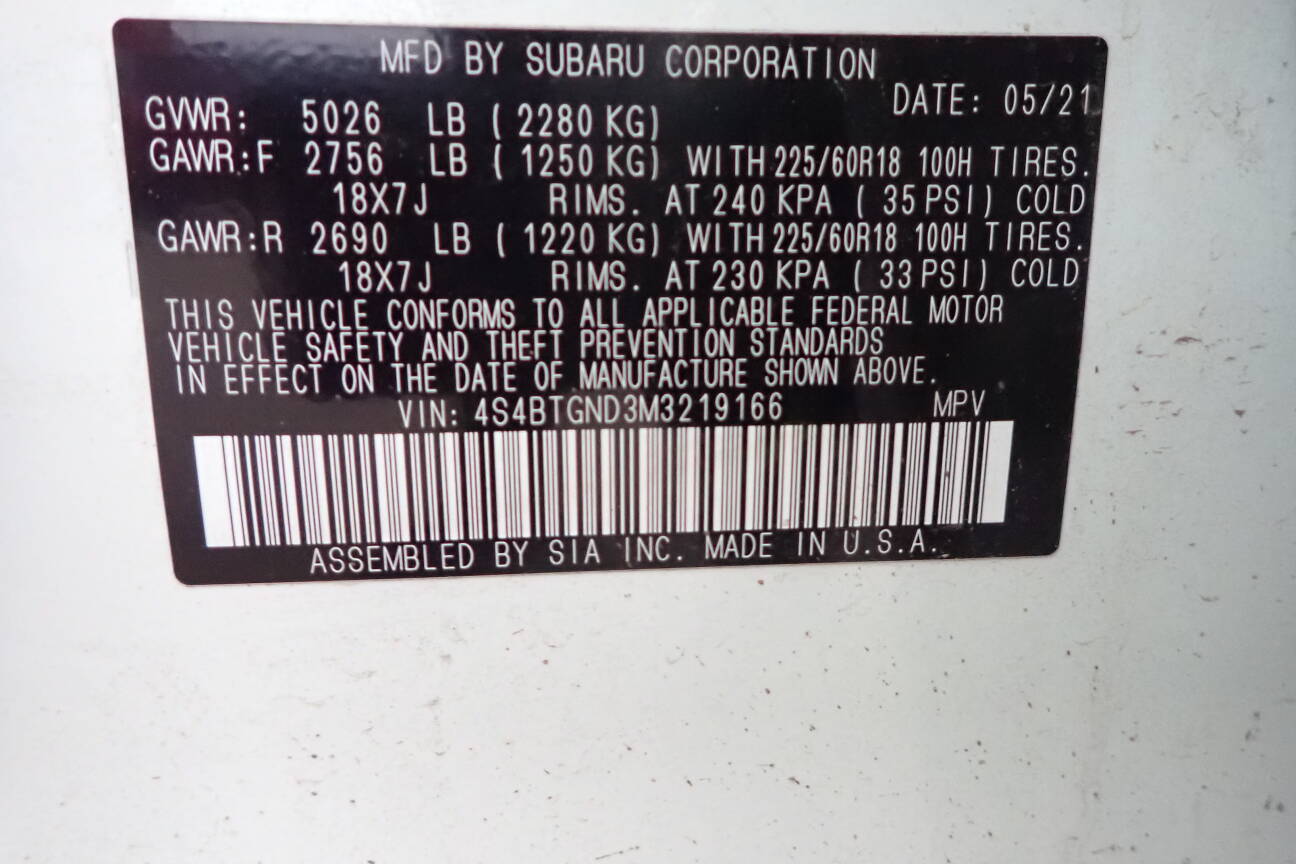 MFD BY SUBARU CORPORATION
DATE: 05/21
GVWR: 5026 LB ( 2280 KG)
GAWR:F 2756 LB ( 1250 KG) WITH 225/60R18 100H TIRES.
18X7J RIMS. AT 240 KPA ( 35 PSI) COLD
GAWR:R 2690 LB ( 1220 KG) WITH 225/60R18 100H TIRES.
18X7J RIMS. AT 230 KPA ( 33 PSI) COLD
THIS VEHICLE CONFORMS TO ALL APPLICABLE FEDERAL MOTOR
VEHICLE SAFETY AND THEFT PREVENTION STANDARDS
IN EFFECT ON THE DATE OF MANUFACTURE SHOWN ABOVE.
VIN: 4S4BTGND3M3219166 MPV
ASSEMBLED BY SIA INC. MADE IN U.S.A.